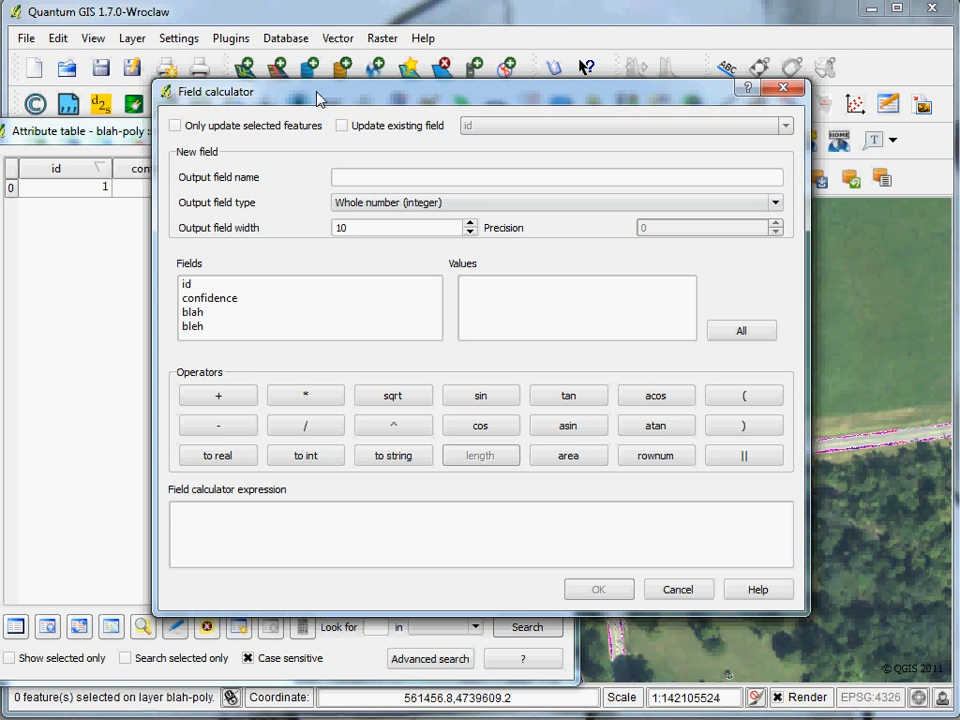 Quantum GIS 1.7.0-Wroclaw
File Edit View Layer Settings Plugins Database Vector Raster Help
ABC
d2s
T
HOME
Attribute table - blah-poly ::
id
0 1
Field calculator
?
Only update selected features
Update existing field
id
New field
Output field name
Output field type
Whole number (integer)
Output field width
10
Precision
0
Fields
Values
id
confidence
blah
bleh
All
Operators
+ * sqrt sin tan acos (
- / ^ cos asin atan )
to real to int to string length area rownum ||
Field calculator expression
OK Cancel Help
Look for in Search
Show selected only Search selected only Case sensitive Advanced search ?
© QGIS 2011
0 feature(s) selected on layer blah-poly. Coordinate: 561456.8,4739609.2 Scale 1:142105524 Render EPSG:4326